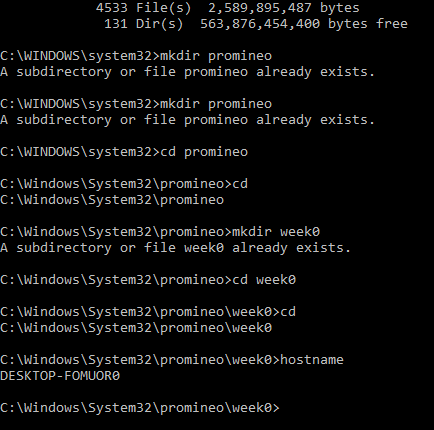 4533 File(s)  2,589,895,487 bytes
131 Dir(s)  563,876,454,400 bytes free
C:\WINDOWS\system32>mkdir promineo
A subdirectory or file promineo already exists.
C:\WINDOWS\system32>mkdir promineo
A subdirectory or file promineo already exists.
C:\WINDOWS\system32>cd promineo
C:\Windows\System32\promineo>cd
C:\Windows\System32\promineo
C:\Windows\System32\promineo>mkdir week0
A subdirectory or file week0 already exists.
C:\Windows\System32\promineo>cd week0
C:\Windows\System32\promineo\week0>cd
C:\Windows\System32\promineo\week0
C:\Windows\System32\promineo\week0>hostname
DESKTOP-FOMUOR0
C:\Windows\System32\promineo\week0>